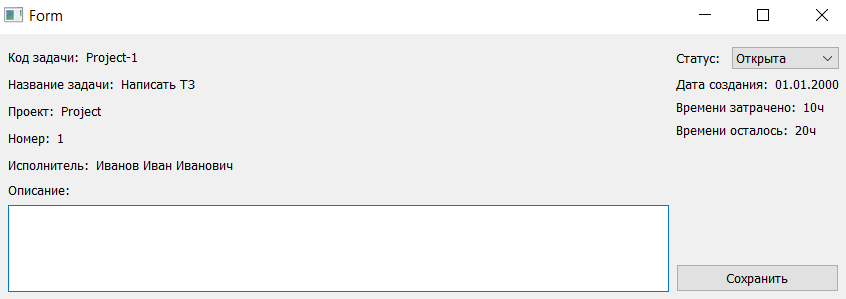 Form
Код задачи: Project-1
Название задачи: Написать ТЗ
Проект: Project
Номер: 1
Исполнитель: Иванов Иван Иванович
Описание:
Статус: Открыта
Дата создания: 01.01.2000
Времени затрачено: 10ч
Времени осталось: 20ч
Сохранить